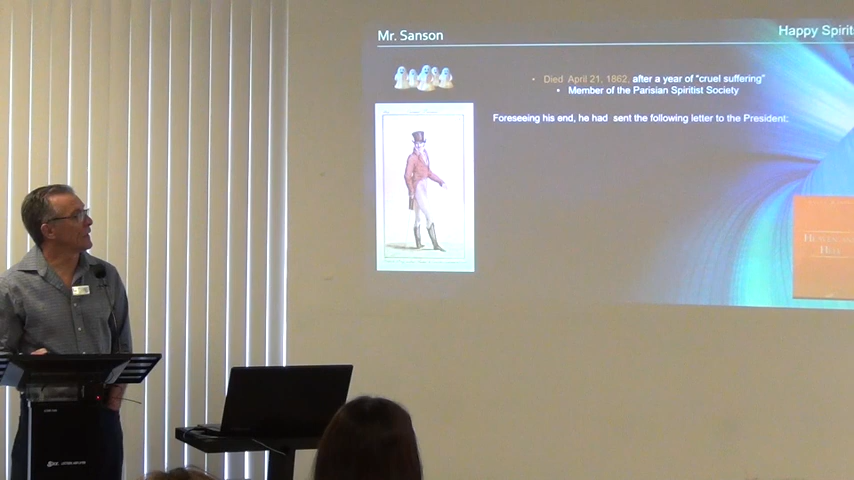 Mr. Sanson
Happy Spirit
• Died April 21, 1862, after a year of "cruel suffering"
• Member of the Parisian Spiritist Society
Foreseeing his end, he had sent the following letter to the President;